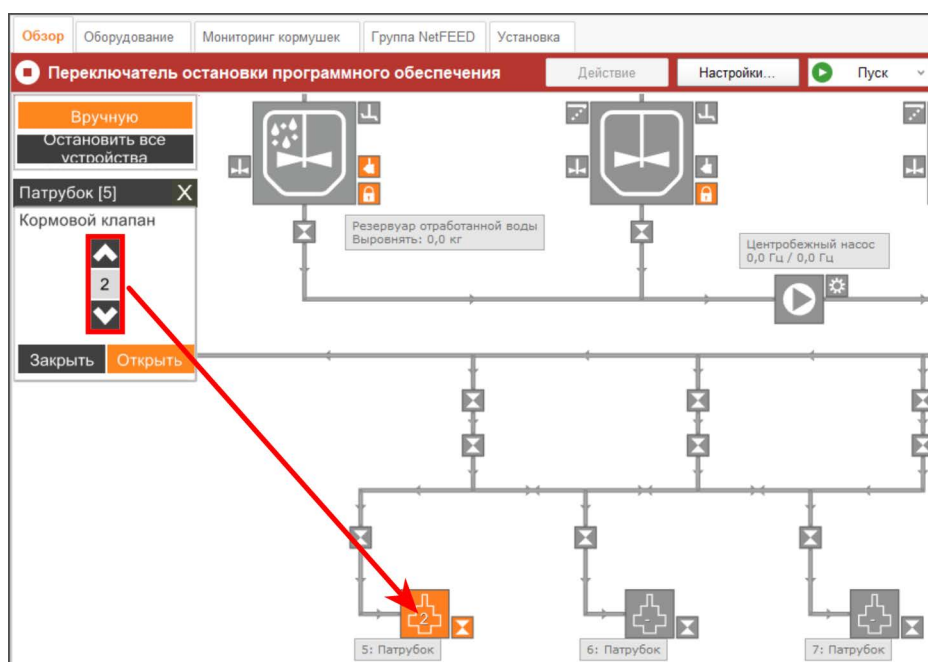 Обзор
Оборудование
Мониторинг кормушек
Группа NetFEED
Установка
Переключатель остановки программного обеспечения
Действие
Настройки...
Пуск
Вручную
Остановить все
устройства
Патрубок [5]
X
Кормовой клапан
2
Закрыть
Открыть
Резервуар отработанной воды
Выровнять: 0,0 кг
Центробежный насос
0,0 Гц / 0,0 Гц
2
-
-
5: Патрубок
6: Патрубок
7: Патрубок